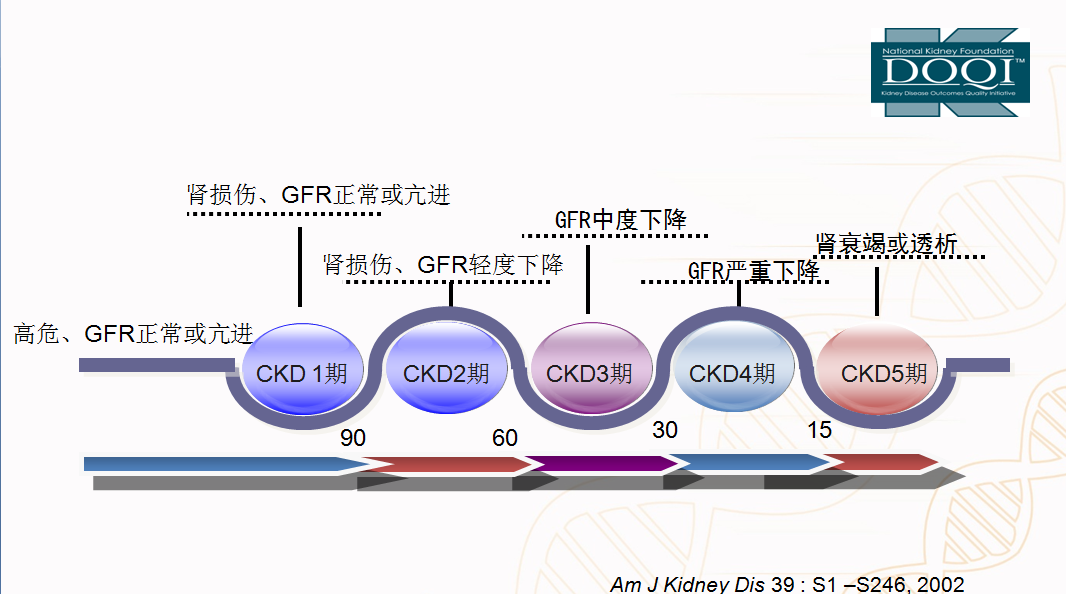 National Kidney Foundation
DOQI™
Kidney Disease Outcomes Quality Initiative
肾损伤、GFR正常或亢进
GFR中度下降
肾衰竭或透析
肾损伤、GFR轻度下降
GFR严重下降
高危、GFR正常或亢进
CKD 1期
CKD2期
CKD3期
CKD4期
CKD5期
90
60
30
15
Am J Kidney Dis 39 : S1 –S246, 2002